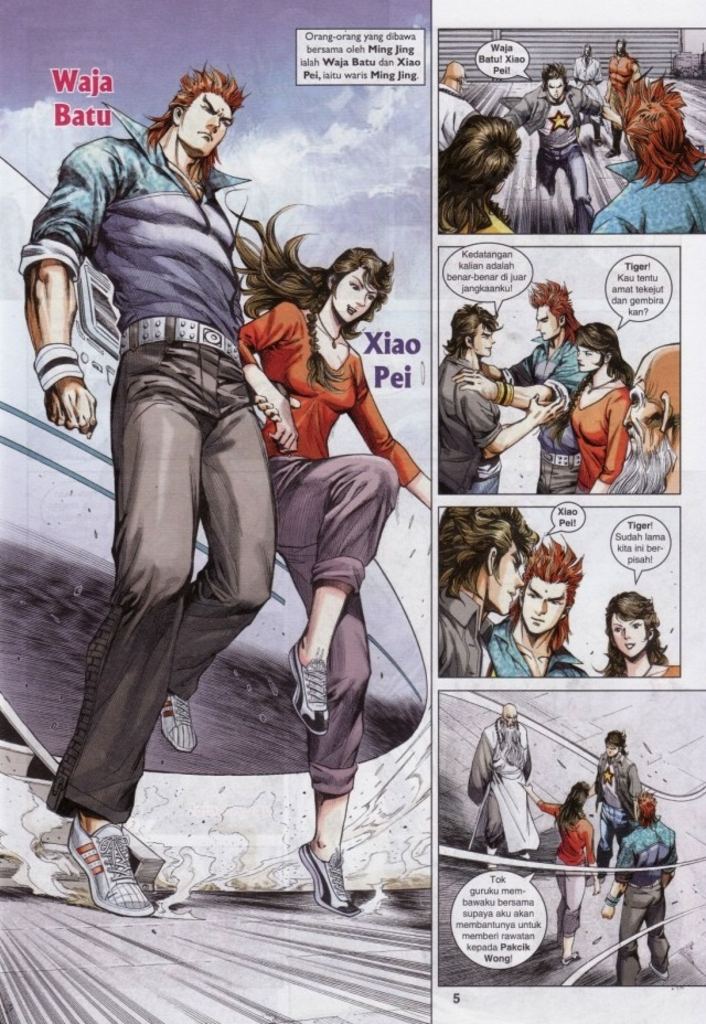 Orang-orang yang dibawa
bersama oleh Ming Jing
ialah Waja Batu dan Xiao
Pei, iaitu waris Ming Jing.
Waja
Batu
Xiao
Pei
Waja
Batu! Xiao
Pei!
Kedatangan
kalian adalah
benar-benar di juar
jangkaanku!
Tiger!
Kau tentu
amat tekejut
dan gembira
kan?
Xiao
Pei!
Tiger!
Sudah lama
kita ini ber-
pisah!
Tok
guruku mem-
bawaku bersama
supaya aku akan
membantunya untuk
memberi rawatan
kepada Pakcik
Wong!
5